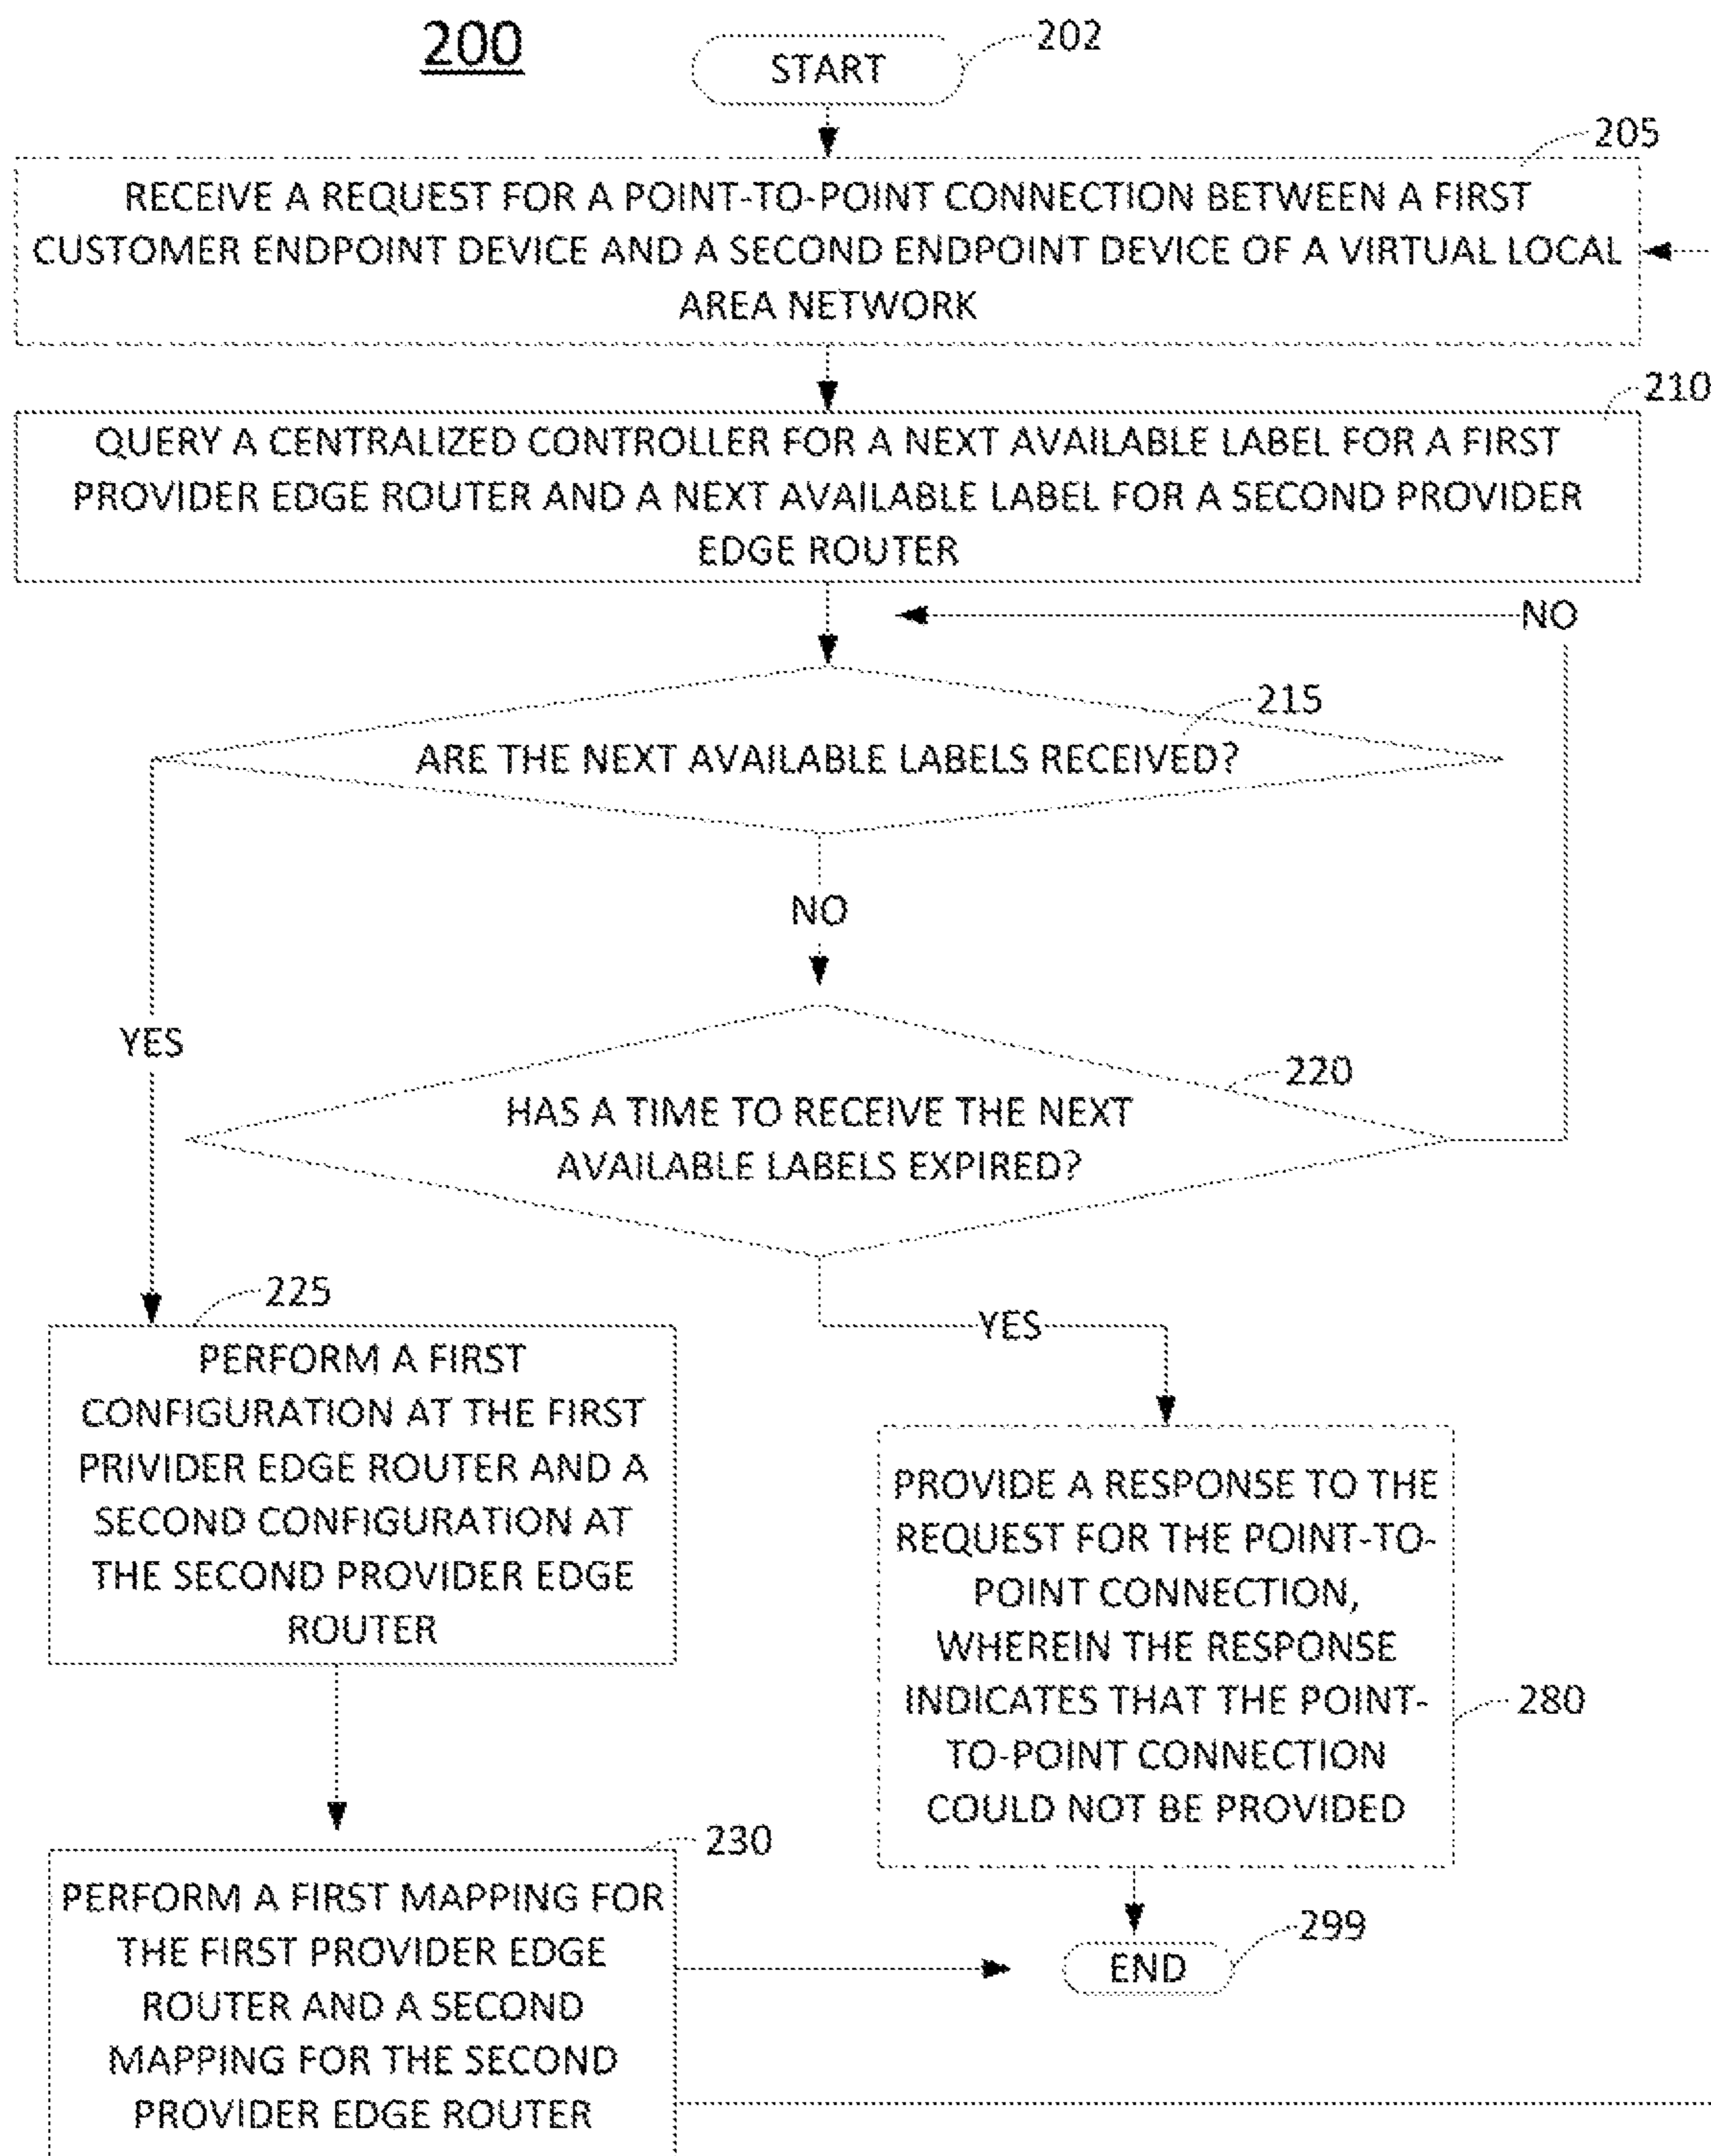 200
START
202
205
RECEIVE A REQUEST FOR A POINT-TO-POINT CONNECTION BETWEEN A FIRST
CUSTOMER ENDPOINT DEVICE AND A SECOND ENDPOINT DEVICE OF A VIRTUAL LOCAL
AREA NETWORK
210
QUERY A CENTRALIZED CONTROLLER FOR A NEXT AVAILABLE LABEL FOR A FIRST
PROVIDER EDGE ROUTER AND A NEXT AVAILABLE LABEL FOR A SECOND PROVIDER
EDGE ROUTER
NO
215
ARE THE NEXT AVAILABLE LABELS RECEIVED?
NO
YES
220
HAS A TIME TO RECEIVE THE NEXT
AVAILABLE LABELS EXPIRED?
225
YES
PERFORM A FIRST
CONFIGURATION AT THE FIRST
PRIVIDER EDGE ROUTER AND A
SECOND CONFIGURATION AT
THE SECOND PROVIDER EDGE
ROUTER
PROVIDE A RESPONSE TO THE
REQUEST FOR THE POINT-TO-
POINT CONNECTION,
WHEREIN THE RESPONSE
INDICATES THAT THE POINT-
TO-POINT CONNECTION
COULD NOT BE PROVIDED
280
230
PERFORM A FIRST MAPPING FOR
THE FIRST PROVIDER EDGE
ROUTER AND A SECOND
MAPPING FOR THE SECOND
PROVIDER EDGE ROUTER
299
END